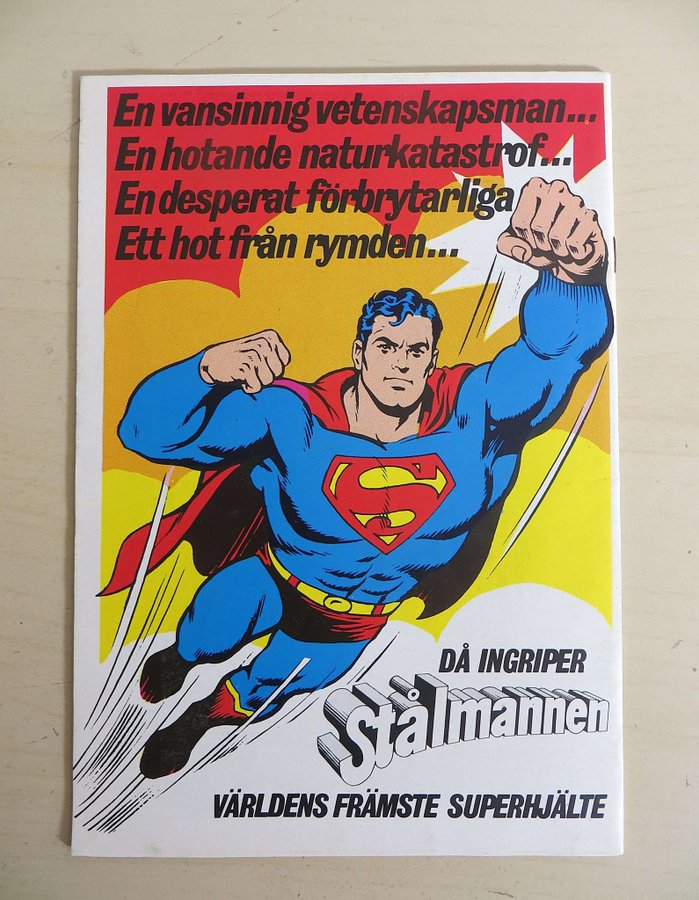 En vansinnig vetenskapsman...
En hotande naturkatastrof...
En desperat förbrytarliga
Ett hot från rymden...
S
DÅ INGRIPER
Stålmannen
VÄRLDENS FRÄMSTE SUPERHJÄLTE